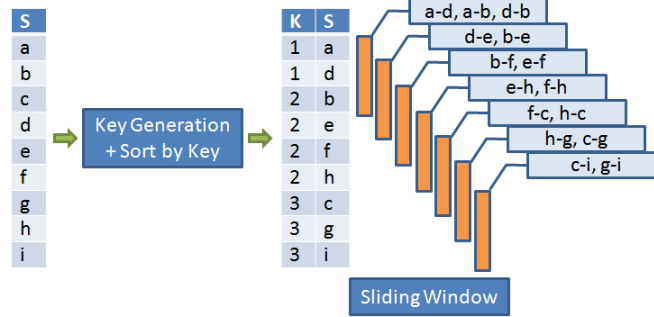 S
a
b
c
d
e
f
g
h
i
Key Generation
+ Sort by Key
K S
1 a
1 d
2 b
2 e
2 f
2 h
3 c
3 g
3 i
a-d, a-b, d-b
d-e, b-e
b-f, e-f
e-h, f-h
f-c, h-c
h-g, c-g
c-i, g-i
Sliding Window